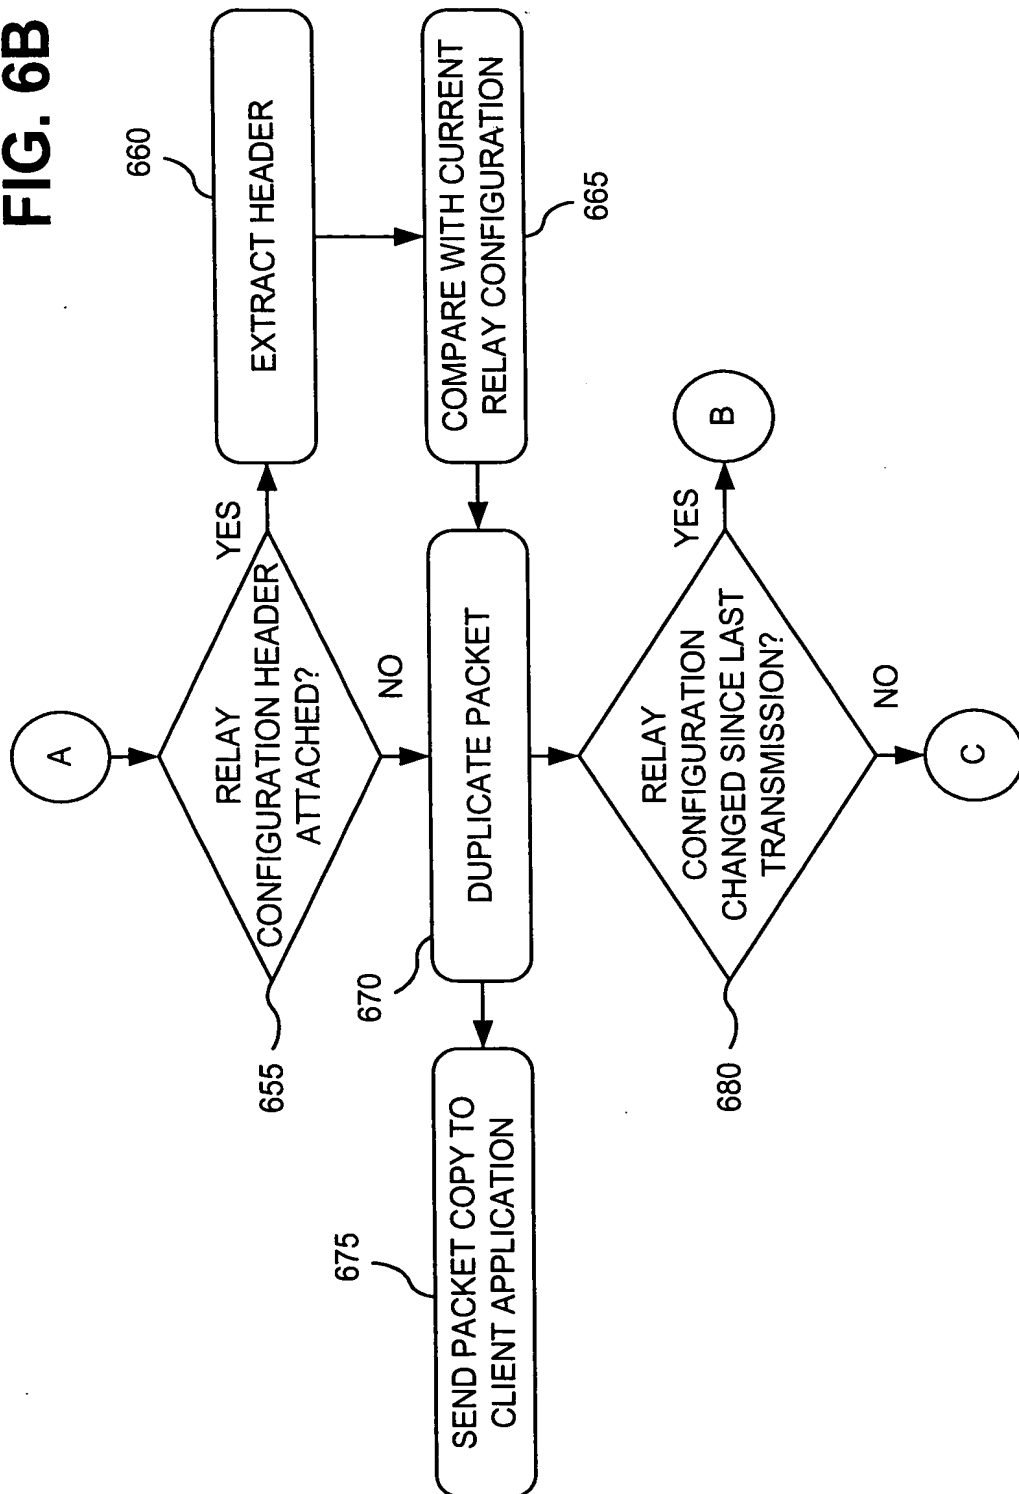 FIG. 6B
A
RELAY
CONFIGURATION HEADER
ATTACHED?
655
YES
NO
EXTRACT HEADER
660
COMPARE WITH CURRENT
RELAY CONFIGURATION
665
DUPLICATE PACKET
670
SEND PACKET COPY TO
CLIENT APPLICATION
675
RELAY
CONFIGURATION
CHANGED SINCE LAST
TRANSMISSION?
680
YES
B
NO
C